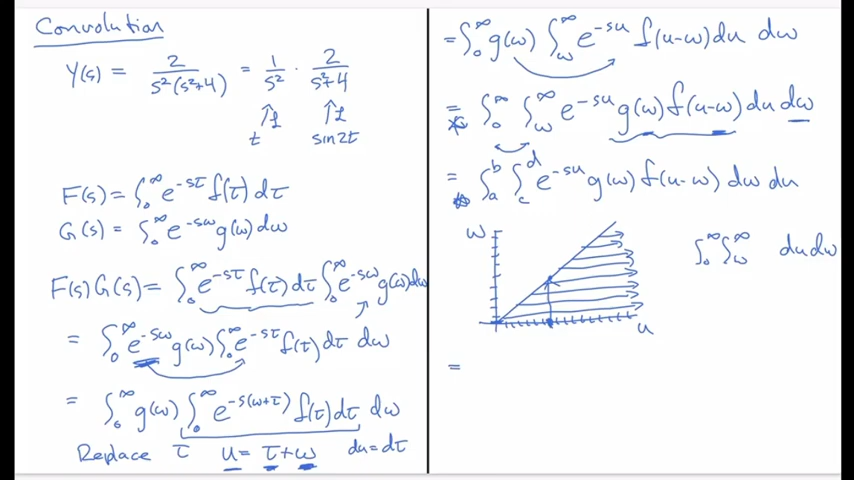 Convolution
Y(s) = 2/(s²(s²+4)) = 1/s² · 2/(s²+4)
↑ℒ ↑ℒ
t sin2t
F(s) = ∫₀^∞ e^(-sτ) f(τ) dτ
G(s) = ∫₀^∞ e^(-sω) g(ω) dω
F(s)G(s) = ∫₀^∞ e^(-sτ) f(τ) dτ ∫₀^∞ e^(-sω) g(ω) dω
= ∫₀^∞ e^(-sω) g(ω) ∫₀^∞ e^(-sτ) f(τ) dτ dω
= ∫₀^∞ g(ω) ∫₀^∞ e^(-s(ω+τ)) f(τ) dτ dω
Replace τ u = τ+ω du = dτ
= ∫₀^∞ g(ω) ∫_ω^∞ e^(-su) f(u-ω) du dω
= ∫₀^∞ ∫_ω^∞ e^(-su) g(ω) f(u-ω) du dω
= ∫_a^b ∫_c^d e^(-su) g(ω) f(u-ω) dω du
ω
∫₀^∞ ∫_ω^∞ du dω
u
=